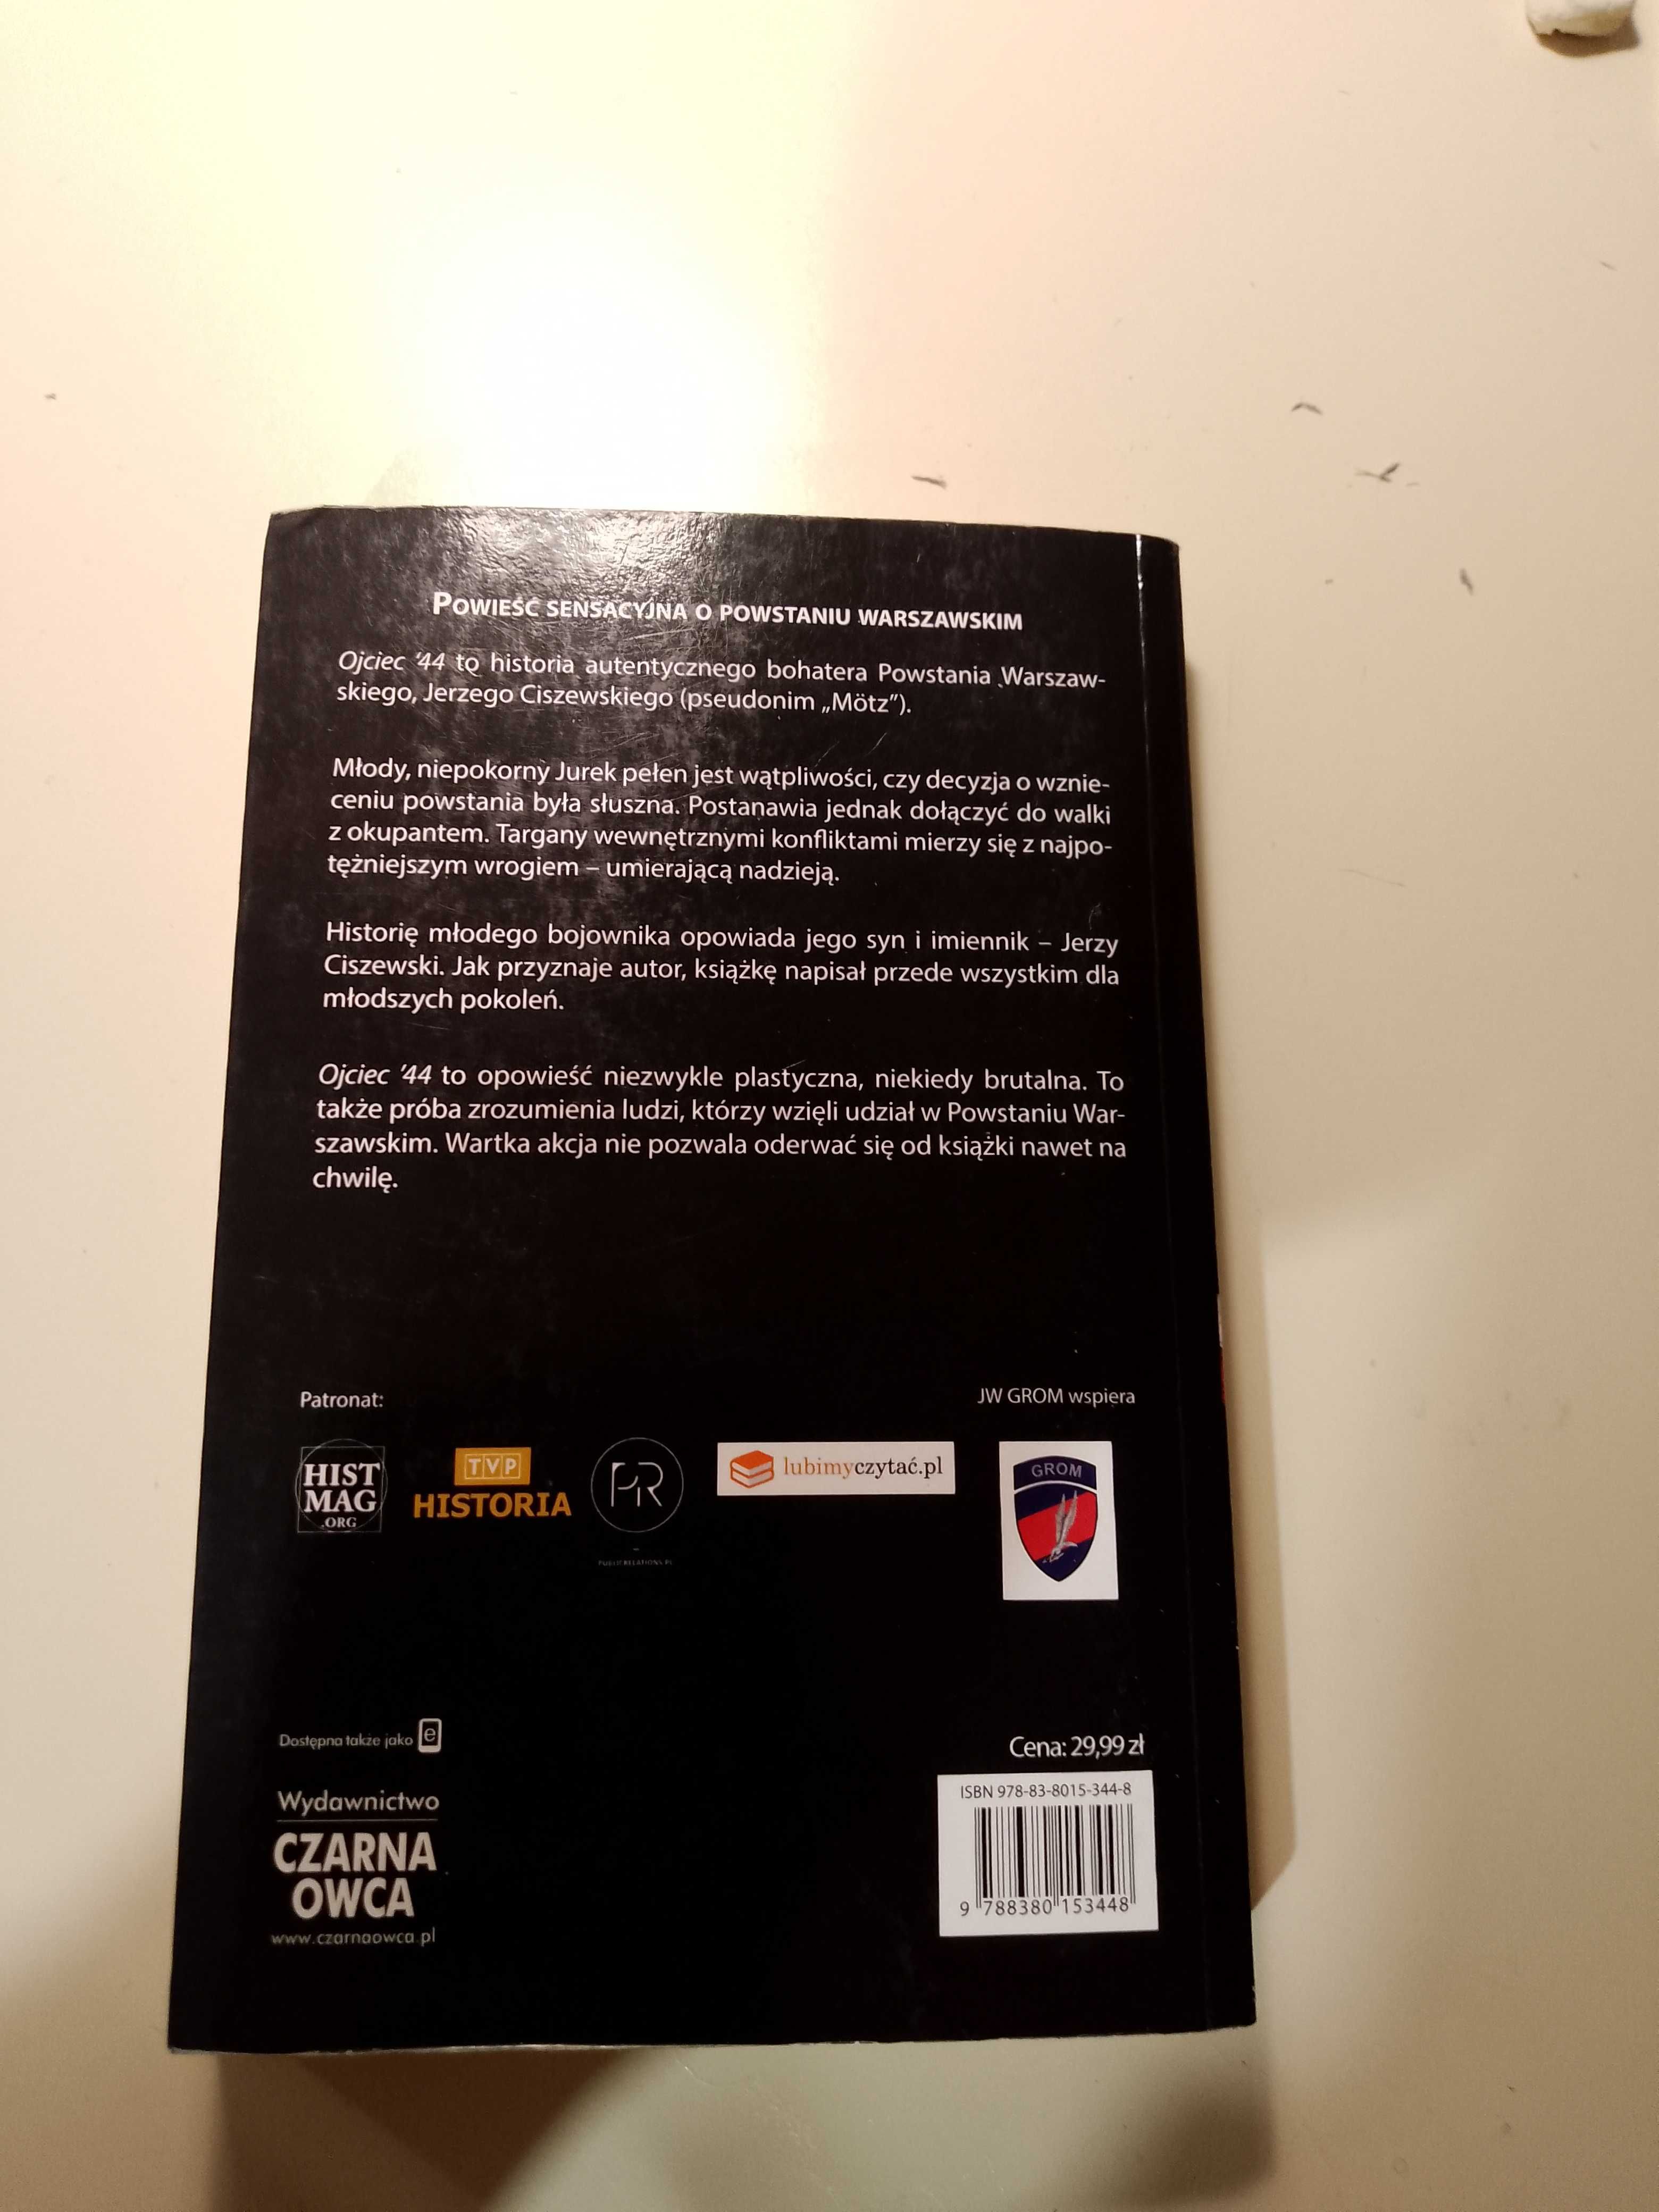 Powieść sensacyjna o powstaniu warszawskim
Ojciec '44 to historia autentycznego bohatera Powstania Warszaw-
skiego, Jerzego Ciszewskiego (pseudonim „Mötz").
Młody, niepokorny Jurek pełen jest wątpliwości, czy decyzja o wznie-
ceniu powstania była słuszna. Postanawia jednak dołączyć do walki
z okupantem. Targany wewnętrznymi konfliktami mierzy się z najpo-
tężniejszym wrogiem – umierającą nadzieją.
Historię młodego bojownika opowiada jego syn i imiennik – Jerzy
Ciszewski. Jak przyznaje autor, książkę napisał przede wszystkim dla
młodszych pokoleń.
Ojciec '44 to opowieść niezwykle plastyczna, niekiedy brutalna. To
także próba zrozumienia ludzi, którzy wzięli udział w Powstaniu War-
szawskim. Wartka akcja nie pozwala oderwać się od książki nawet na
chwilę.
Patronat:
JW GROM wspiera
HIST
MAG
.ORG
TVP
HISTORIA
PR
PUBLICRELATIONS.PL
lubimyczytać.pl
GROM
Dostępna także jako e
Cena: 29,99 zł
Wydawnictwo
CZARNA
OWCA
www.czarnaowca.pl
ISBN 978-83-8015-344-8
9 788380 153448